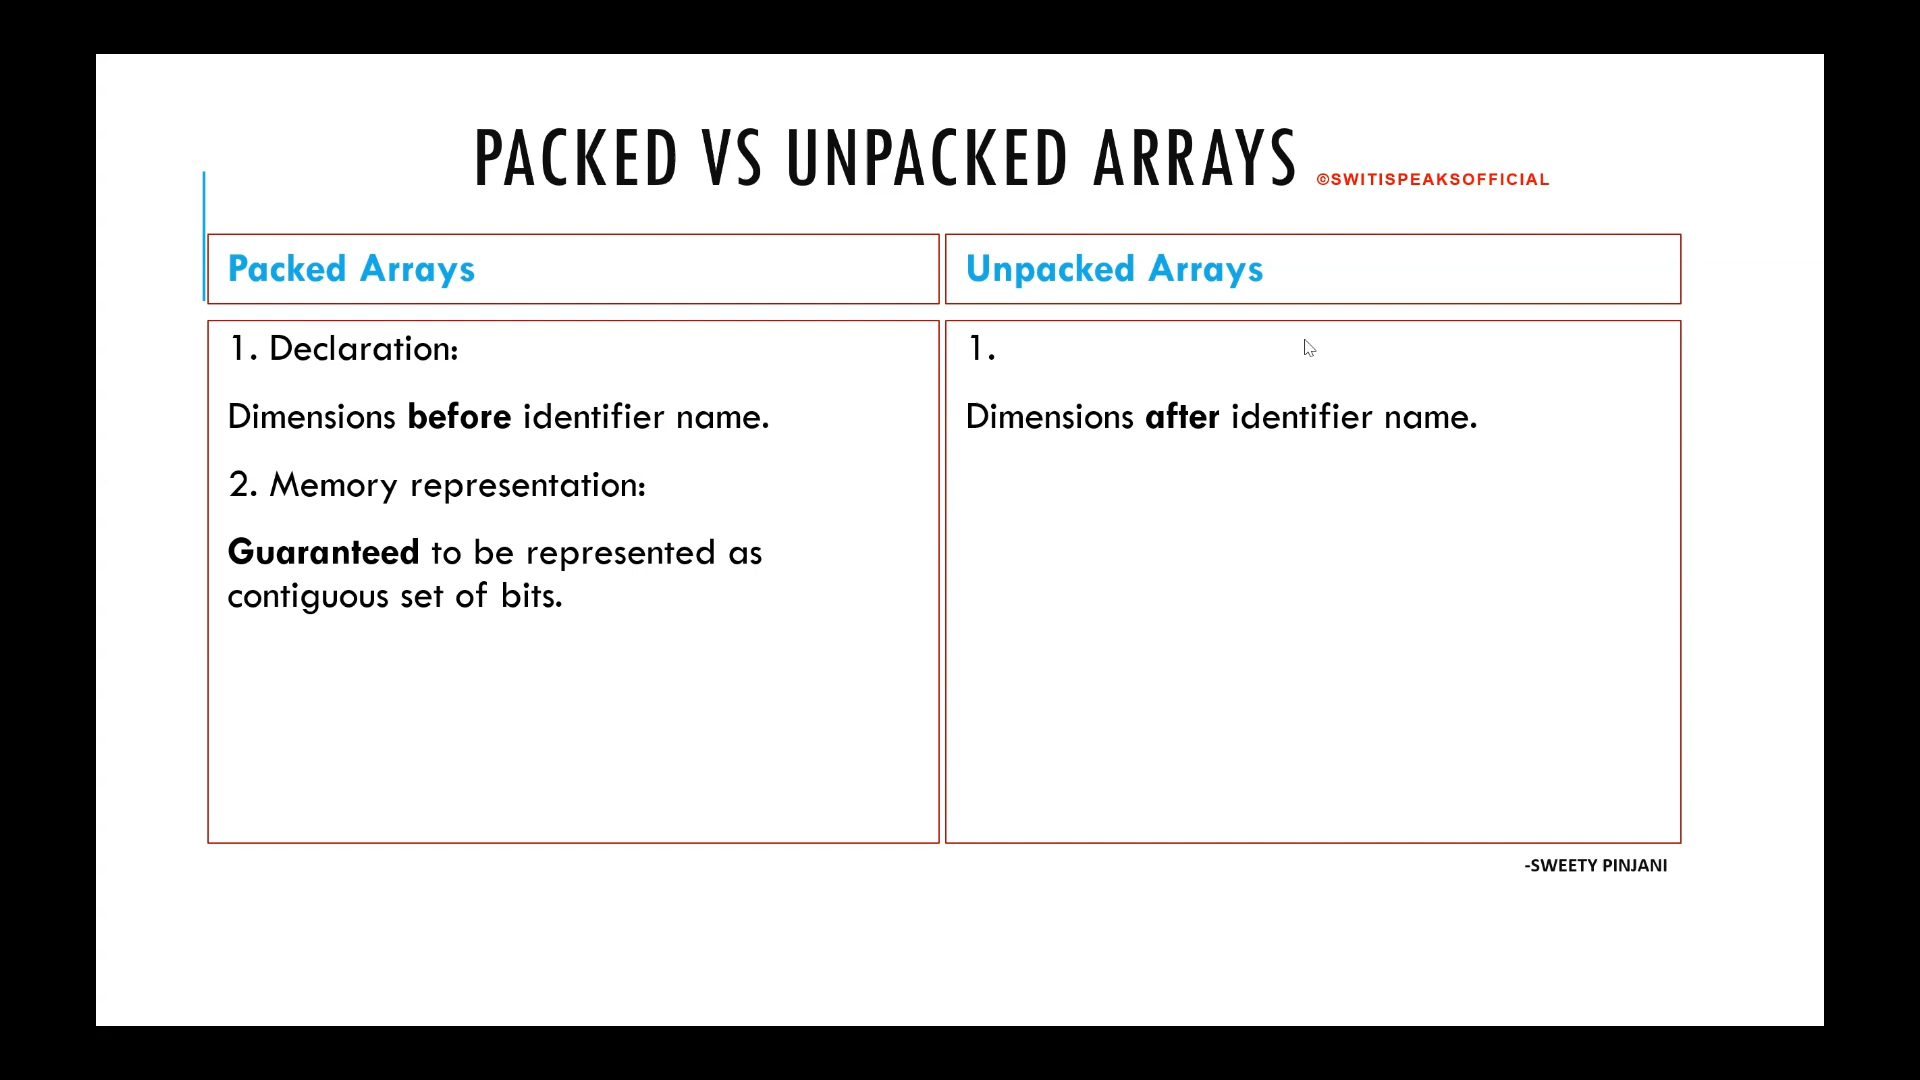 PACKED VS UNPACKED ARRAYS ©SWITISPEAKSOFFICIAL
Packed Arrays
Unpacked Arrays
1. Declaration:
Dimensions before identifier name.
2. Memory representation:
Guaranteed to be represented as
contiguous set of bits.
1.
Dimensions after identifier name.
-SWEETY PINJANI